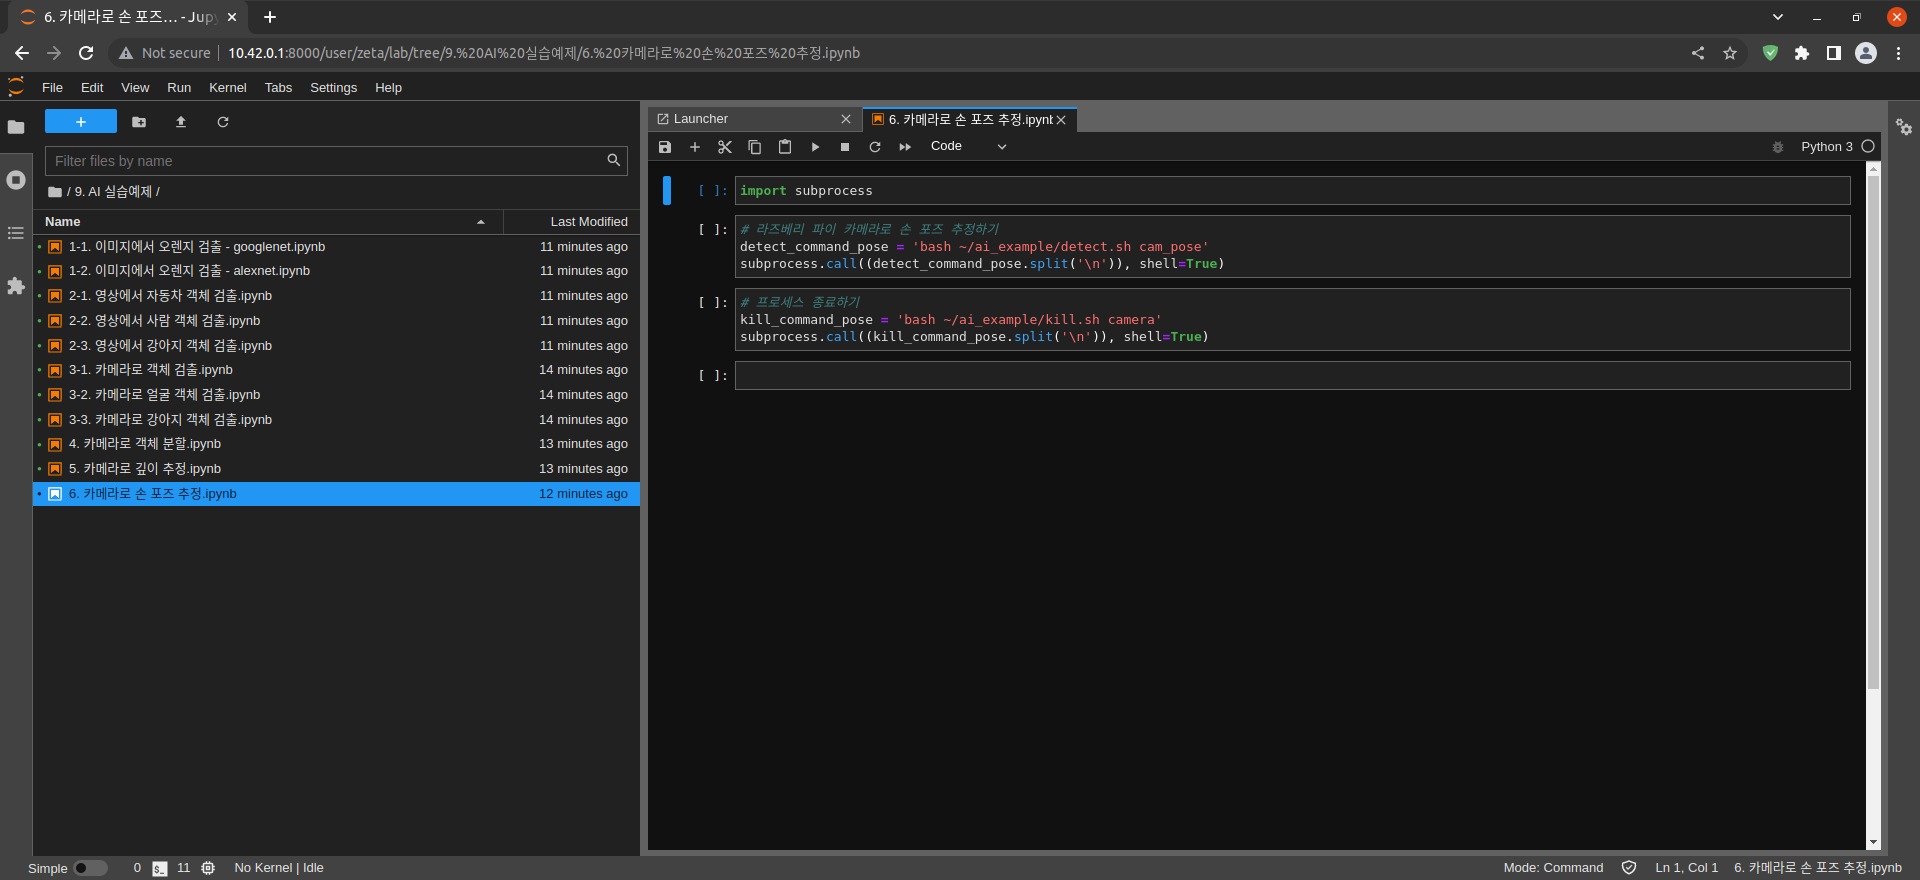 6. 카메라로 손 포즈… - Jupy
Not secure
10.42.0.1:8000/user/zeta/lab/tree/9.%20AI%20실습예제/6.%20카메라로%20손%20포즈%20추정.ipynb
File Edit View Run Kernel Tabs Settings Help
Filter files by name
/ 9. AI 실습예제 /
Name Last Modified
1-1. 이미지에서 오렌지 검출 - googlenet.ipynb 11 minutes ago
1-2. 이미지에서 오렌지 검출 - alexnet.ipynb 11 minutes ago
2-1. 영상에서 자동차 객체 검출.ipynb 11 minutes ago
2-2. 영상에서 사람 객체 검출.ipynb 11 minutes ago
2-3. 영상에서 강아지 객체 검출.ipynb 11 minutes ago
3-1. 카메라로 객체 검출.ipynb 14 minutes ago
3-2. 카메라로 얼굴 객체 검출.ipynb 14 minutes ago
3-3. 카메라로 강아지 객체 검출.ipynb 14 minutes ago
4. 카메라로 객체 분할.ipynb 13 minutes ago
5. 카메라로 깊이 추정.ipynb 13 minutes ago
6. 카메라로 손 포즈 추정.ipynb 12 minutes ago
Launcher
6. 카메라로 손 포즈 추정.ipynb
Code
Python 3
[ ]: import subprocess
[ ]: # 라즈베리 파이 카메라로 손 포즈 추정하기
detect_command_pose = 'bash ~/ai_example/detect.sh cam_pose'
subprocess.call((detect_command_pose.split('\n')), shell=True)
[ ]: # 프로세스 종료하기
kill_command_pose = 'bash ~/ai_example/kill.sh camera'
subprocess.call((kill_command_pose.split('\n')), shell=True)
[ ]:
Simple 0 $_ 11 No Kernel | Idle
Mode: Command Ln 1, Col 1 6. 카메라로 손 포즈 추정.ipynb